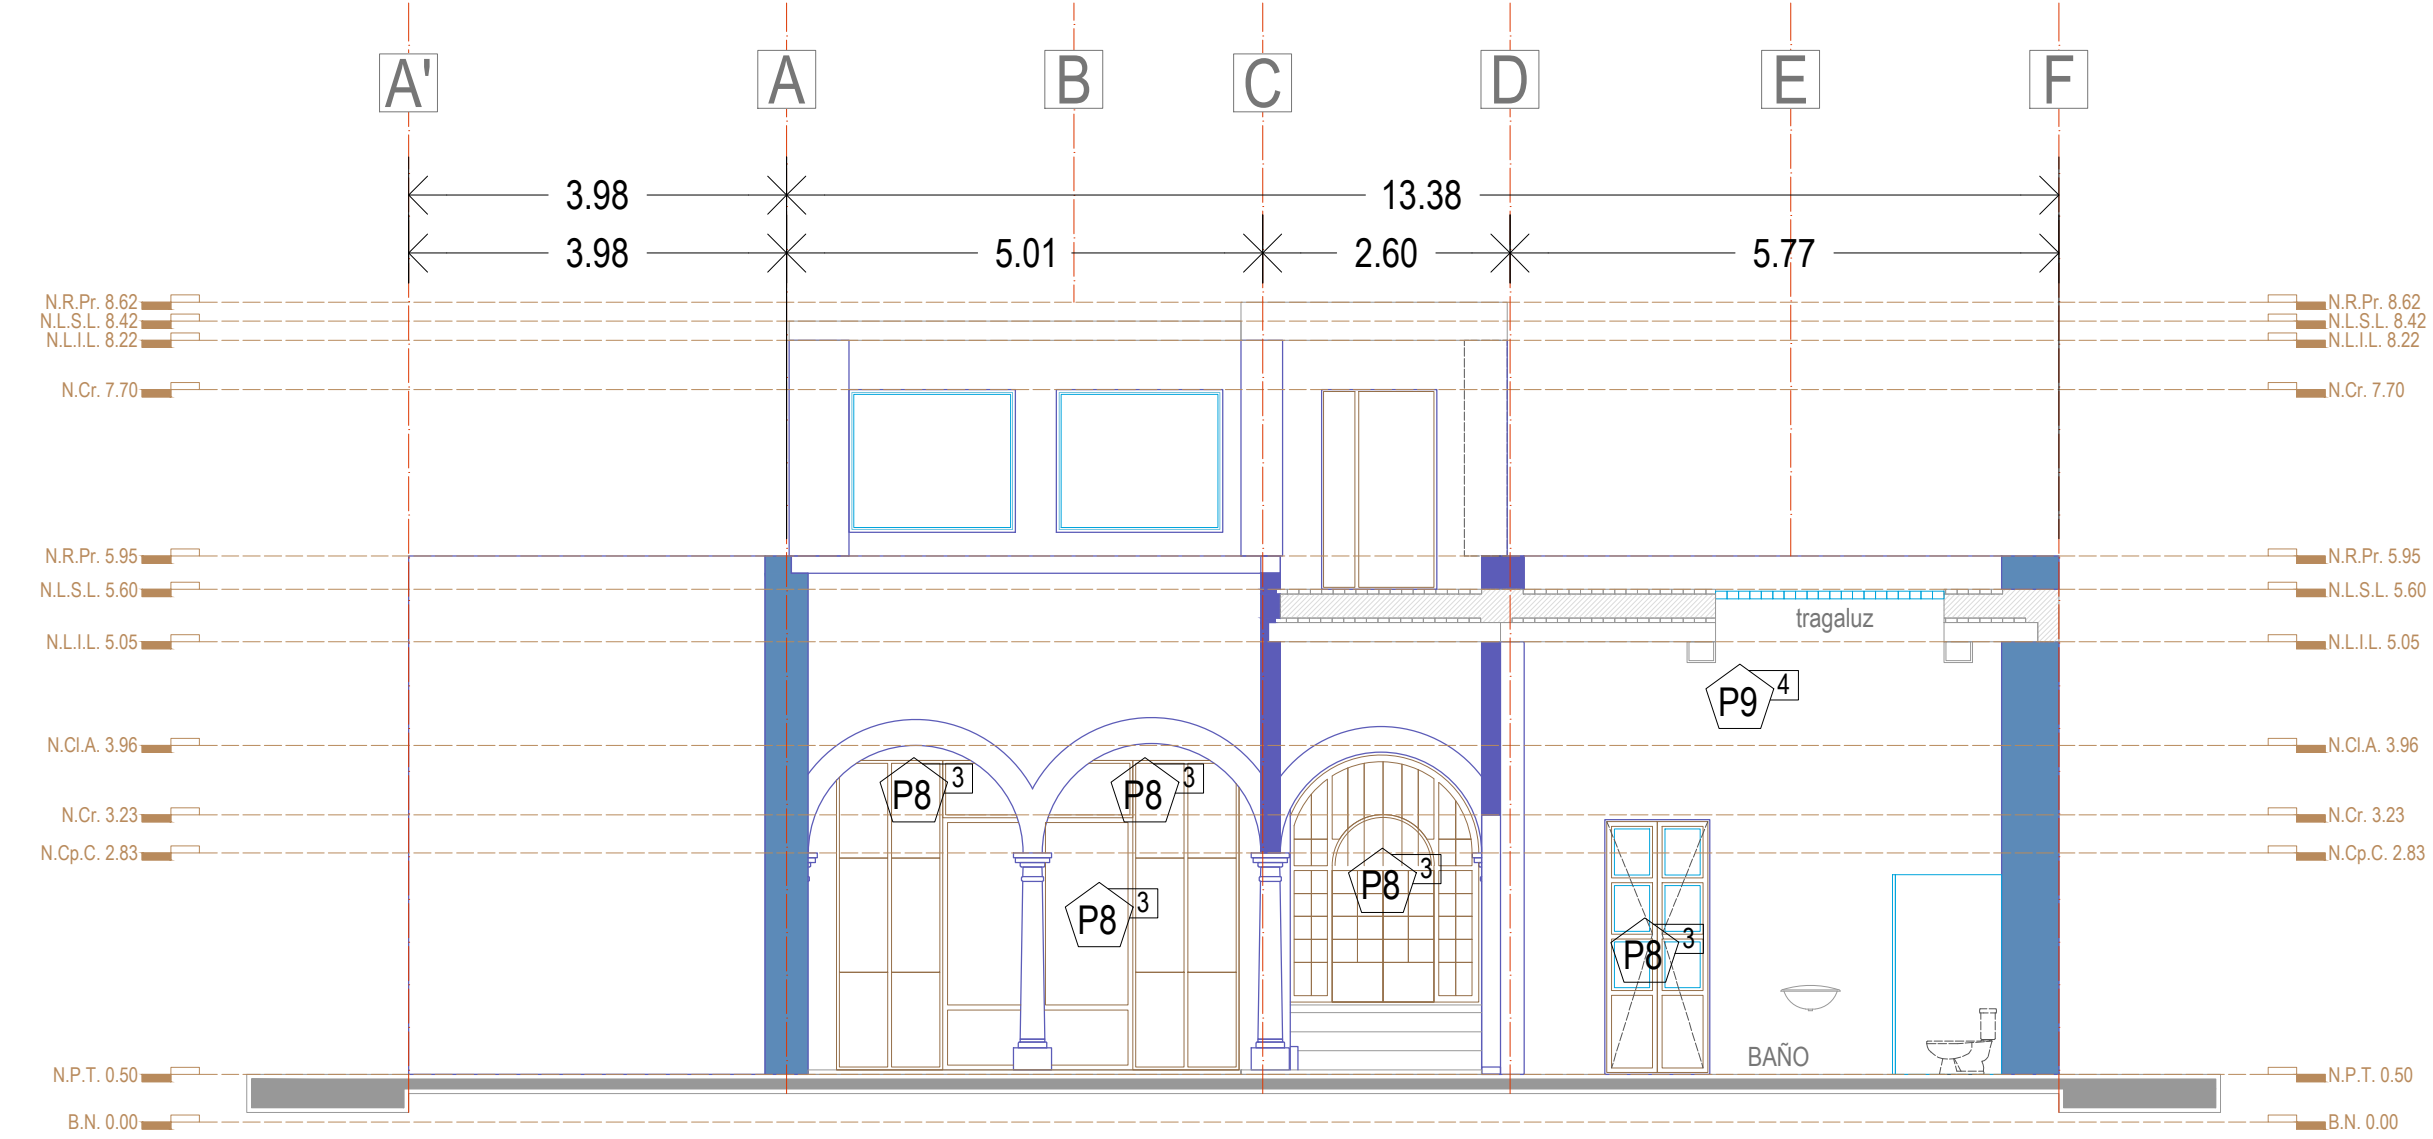 A' A B C D E F
3.98 13.38
3.98 5.01 2.60 5.77
N.R.Pr. 8.62 N.R.Pr. 8.62
N.L.S.L. 8.42 N.L.S.L. 8.42
N.L.I.L. 8.22 N.L.I.L. 8.22
N.Cr. 7.70 N.Cr. 7.70
N.R.Pr. 5.95 N.R.Pr. 5.95
N.L.S.L. 5.60 N.L.S.L. 5.60
tragaluz
N.L.I.L. 5.05 N.L.I.L. 5.05
P9 4
N.Cl.A. 3.96 N.Cl.A. 3.96
P8 3 P8 3
N.Cr. 3.23 N.Cr. 3.23
N.Cp.C. 2.83 N.Cp.C. 2.83
P8 3
P8 3
P8 3
BAÑO
N.P.T. 0.50 N.P.T. 0.50
B.N. 0.00 B.N. 0.00